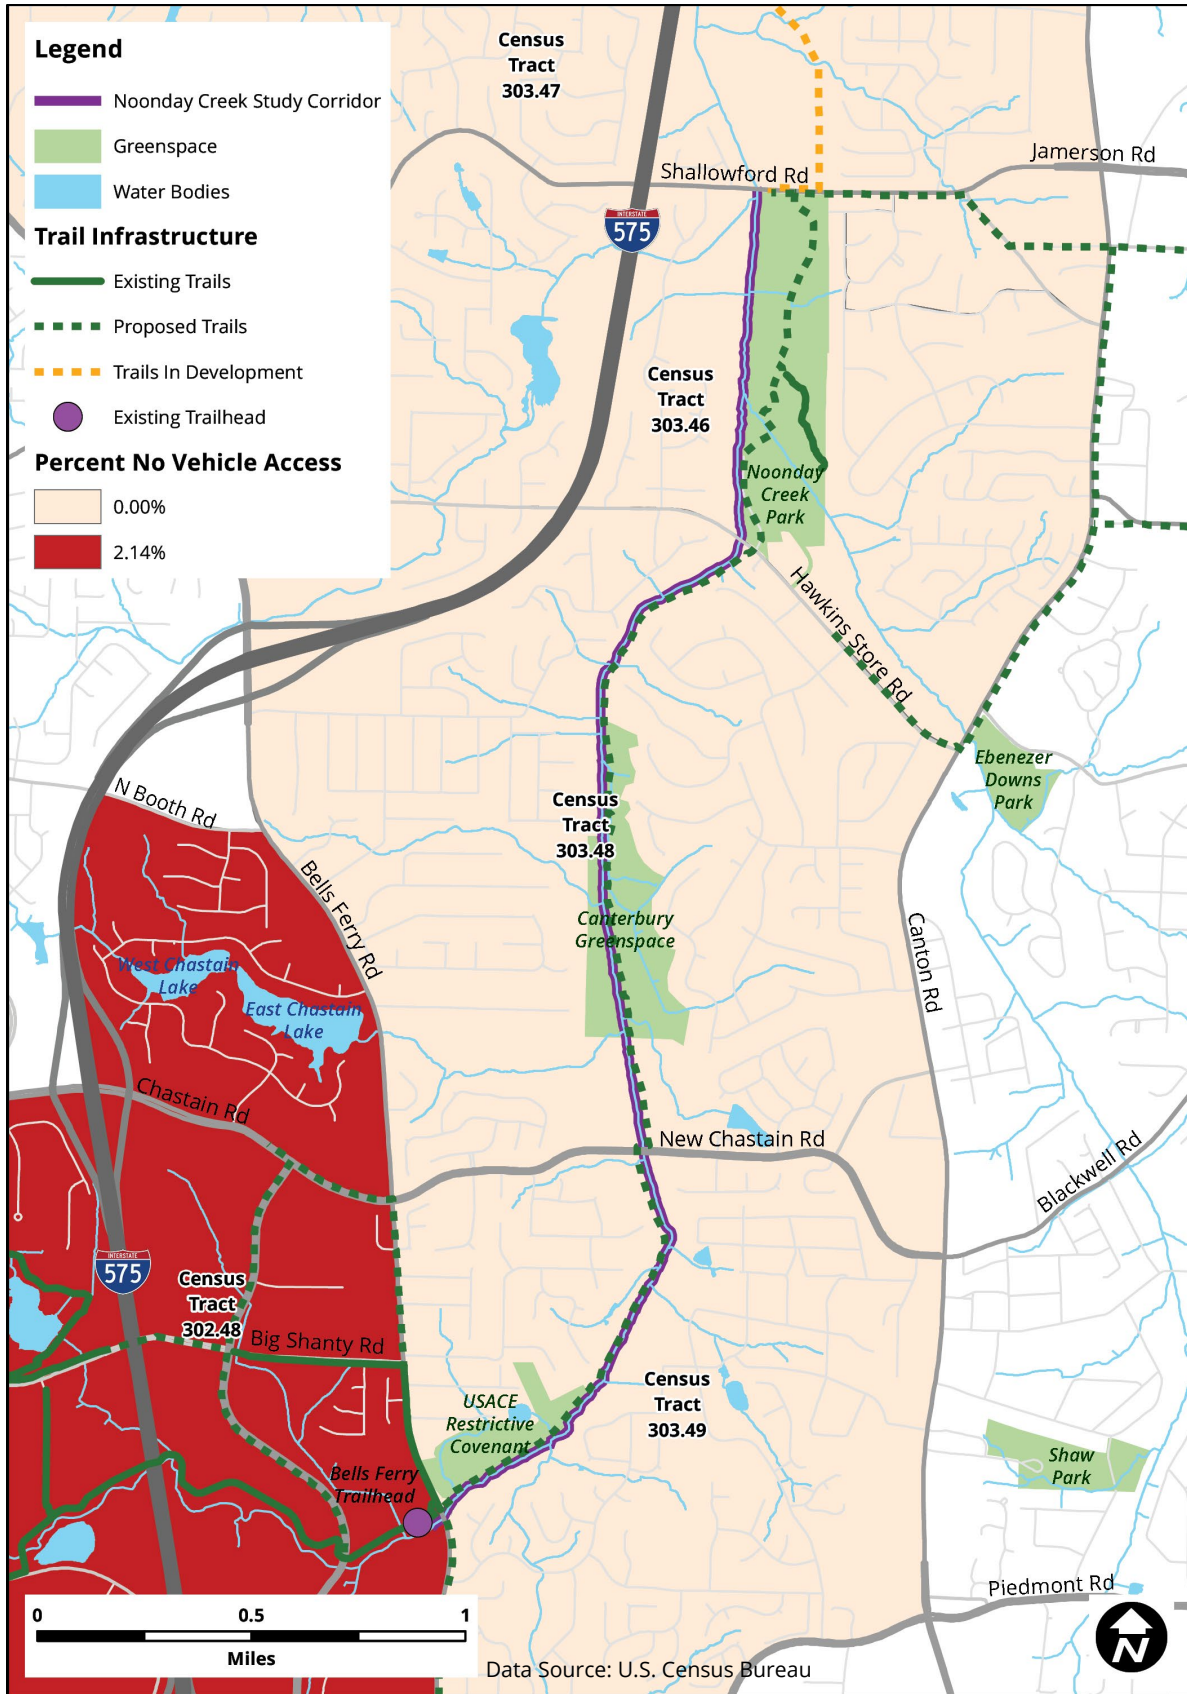 Legend
Noonday Creek Study Corridor
Greenspace
Water Bodies
Trail Infrastructure
Existing Trails
Proposed Trails
Trails In Development
Existing Trailhead
Percent No Vehicle Access
0.00%
2.14%
Census
Tract
303.47
Jamerson Rd
Shallowford Rd
INTERSTATE
575
Census
Tract
303.46
Noonday
Creek
Park
Hawkins Store Rd
Ebenezer
Downs
Park
N Booth Rd
Census
Tract
303.48
Bells Ferry Rd
Canterbury
Greenspace
Canton Rd
West Chastain
Lake
East Chastain
Lake
Chastain Rd
New Chastain Rd
Blackwell Rd
INTERSTATE
575
Census
Tract
302.48
Big Shanty Rd
Census
Tract
303.49
USACE
Restrictive
Covenant
Shaw
Park
Bells Ferry
Trailhead
Piedmont Rd
0 0.5 1
Miles
N
Data Source: U.S. Census Bureau